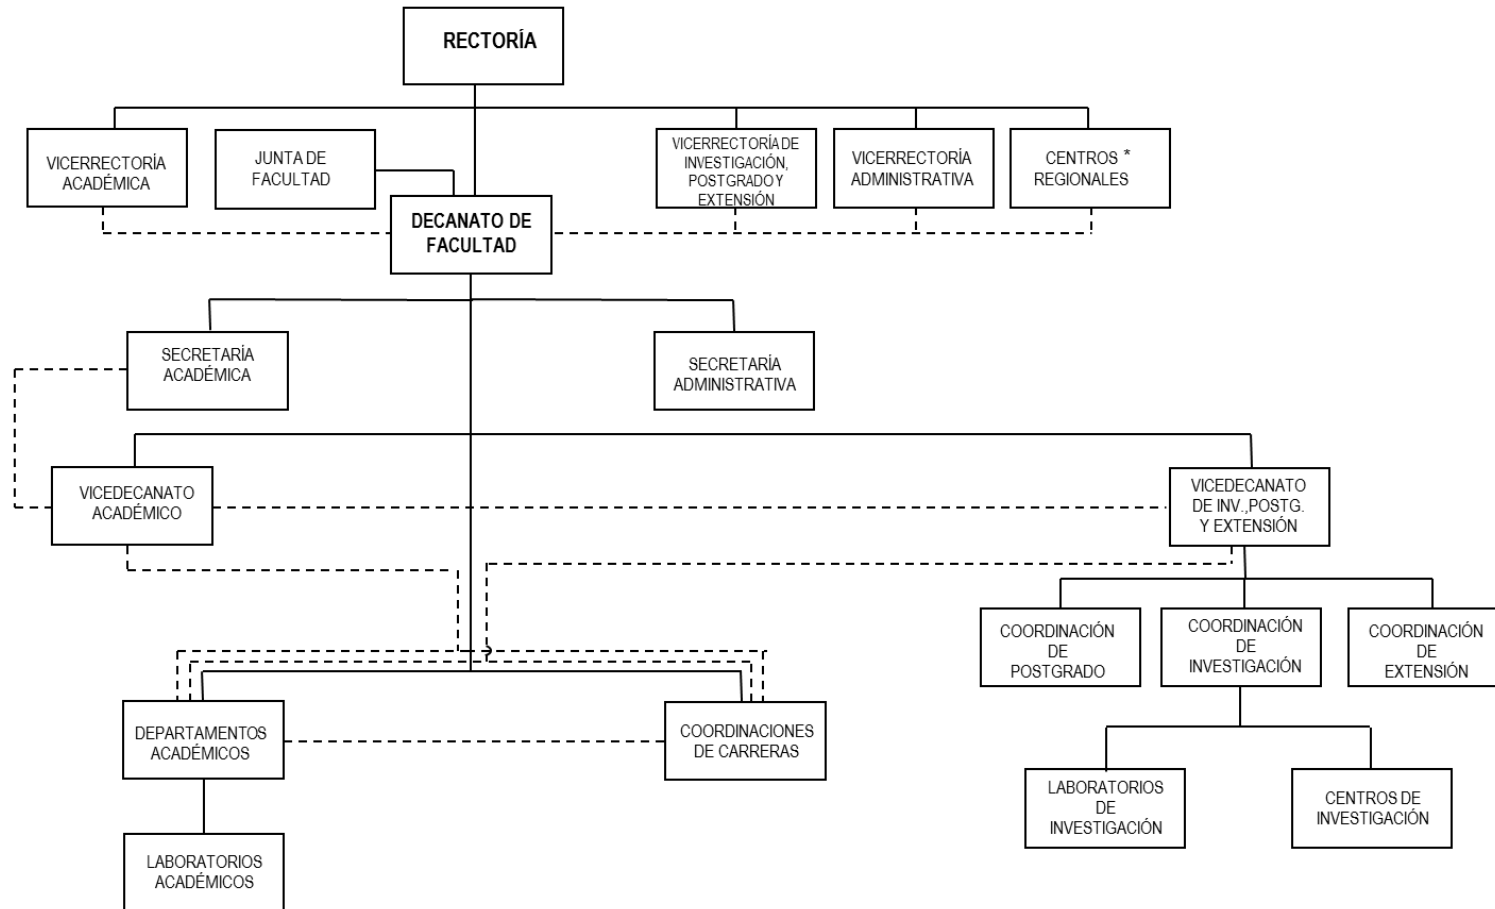 RECTORÍA
VICERRECTORÍA
ACADÉMICA
JUNTA DE
FACULTAD
VICERRECTORÍA DE
INVESTIGACIÓN,
POSTGRADO Y
EXTENSIÓN
VICERRECTORÍA
ADMINISTRATIVA
CENTROS *
REGIONALES
DECANATO DE
FACULTAD
SECRETARÍA
ACADÉMICA
SECRETARÍA
ADMINISTRATIVA
VICEDECANATO
ACADÉMICO
VICEDECANATO
DE INV.,POSTG.
Y EXTENSIÓN
COORDINACIÓN
DE
POSTGRADO
COORDINACIÓN
DE
INVESTIGACIÓN
COORDINACIÓN
DE
EXTENSIÓN
DEPARTAMENTOS
ACADÉMICOS
COORDINACIONES
DE CARRERAS
LABORATORIOS
DE
INVESTIGACIÓN
CENTROS DE
INVESTIGACIÓN
LABORATORIOS
ACADÉMICOS